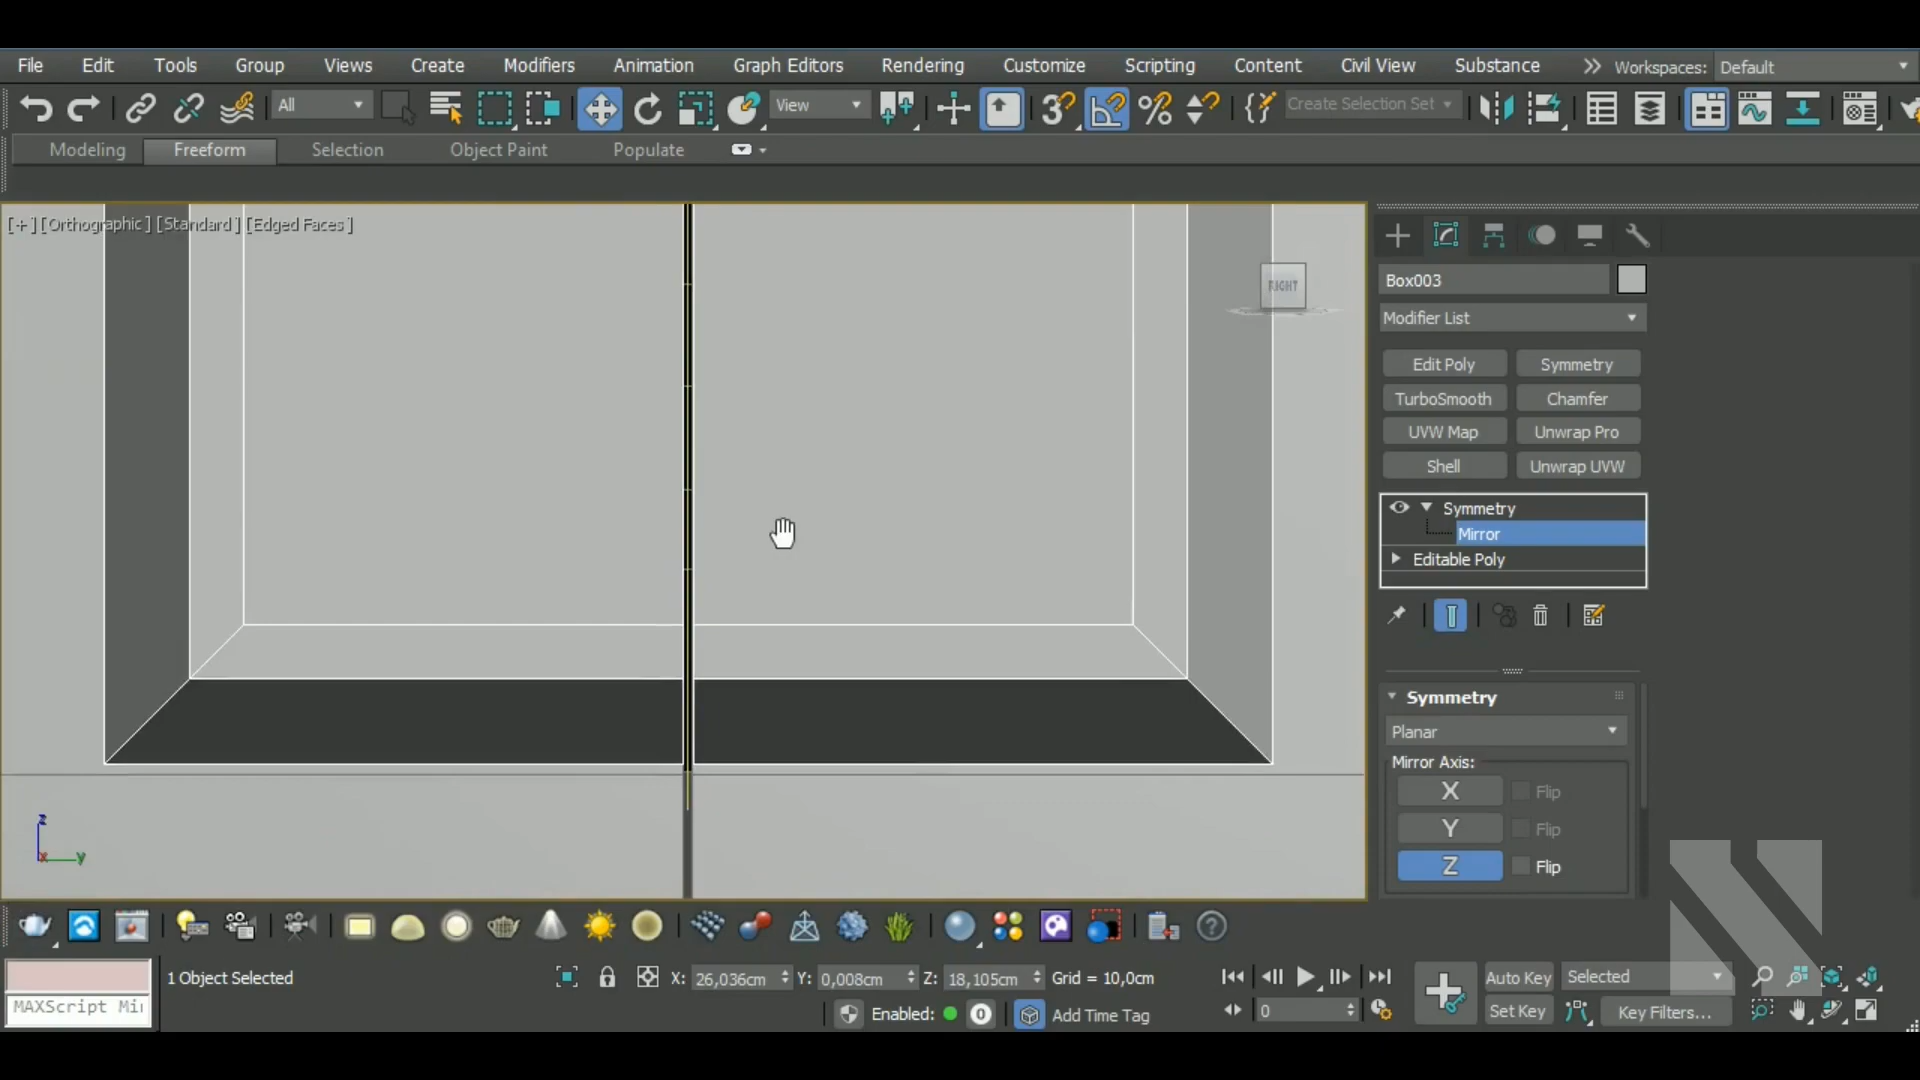 File Edit Tools Group Views Create Modifiers Animation Graph Editors Rendering Customize Scripting Content Civil View Substance Workspaces: Default
All View Create Selection Set
Modeling Freeform Selection Object Paint Populate
[+] [Orthographic] [Standard] [Edged Faces]
RIGHT
Box003
Modifier List
Edit Poly Symmetry
TurboSmooth Chamfer
UVW Map Unwrap Pro
Shell Unwrap UVW
Symmetry
Mirror
Editable Poly
Symmetry
Planar
Mirror Axis:
X Flip
Y Flip
Z Flip
z
x y
1 Object Selected X: 26,036cm Y: 0,008cm Z: 18,105cm Grid = 10,0cm Auto Key Selected
MAXScript Mi
Enabled: 0 Add Time Tag 0 Set Key Key Filters...